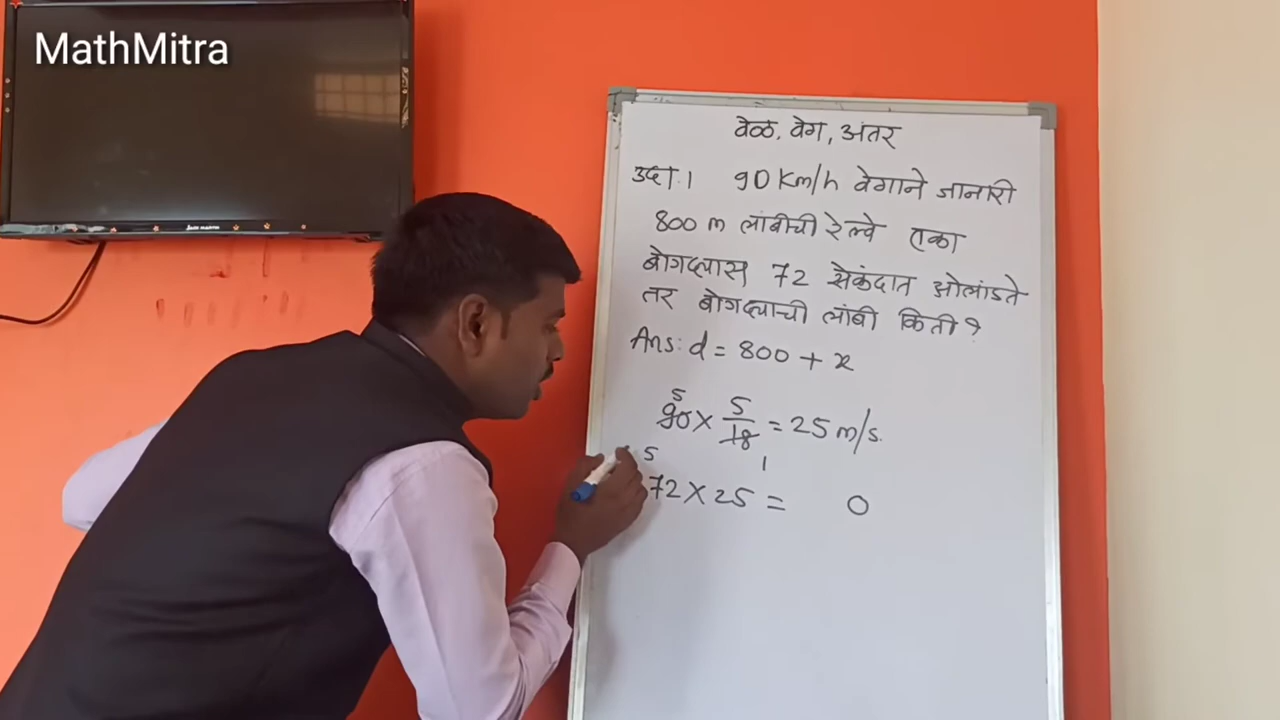 MathMitra
वेळ, वेग, अंतर
उदा.1 90 Km/h वेगाने जानारी
800 m लांबीची रेल्वे एका
बोगद्यास 72 सेकंदात ओलांडते
तर बोगद्याची लांबी किती?
Ans: d = 800 + x
5
90 × 5/18 = 25 m/s.
1
5
72 × 25 = 0